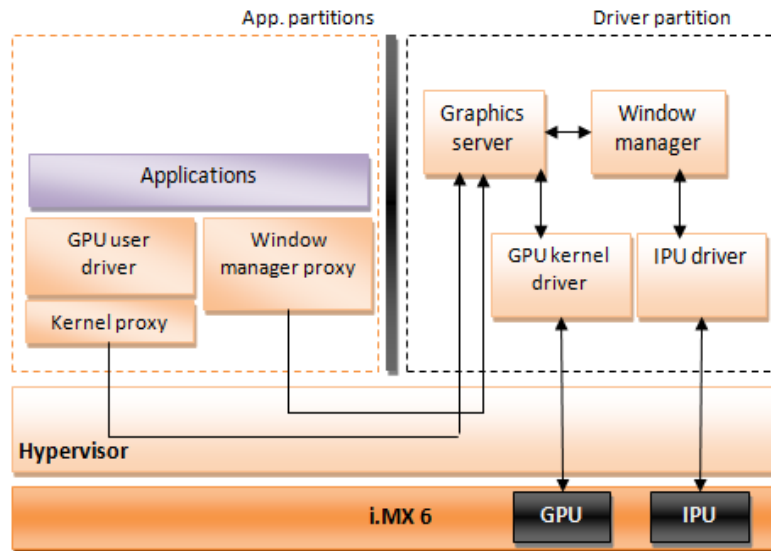 App. partitions
Driver partition
Graphics
server
Window
manager
Applications
GPU user
driver
Window
manager proxy
GPU kernel
driver
IPU driver
Kernel proxy
Hypervisor
i.MX 6
GPU
IPU